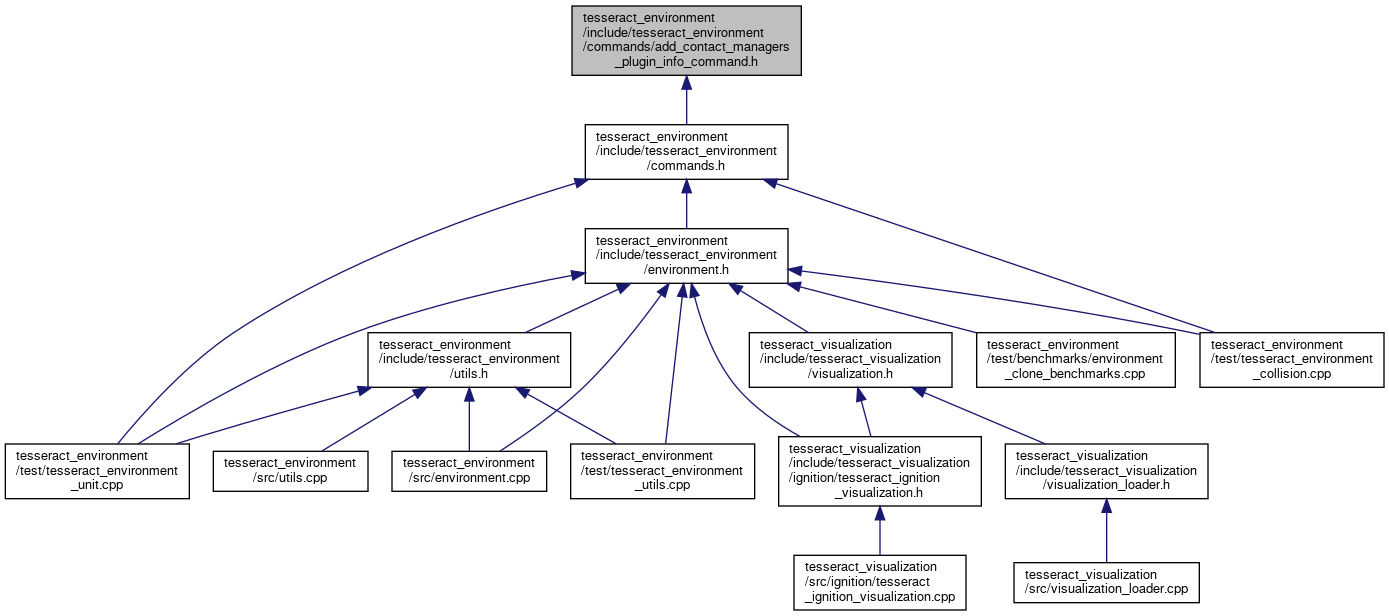 tesseract_environment
/include/tesseract_environment
/commands/add_contact_managers
_plugin_info_command.h
tesseract_environment
/include/tesseract_environment
/commands.h
tesseract_environment
/include/tesseract_environment
/environment.h
tesseract_environment
/include/tesseract_environment
/utils.h
tesseract_visualization
/include/tesseract_visualization
/visualization.h
tesseract_environment
/test/benchmarks/environment
_clone_benchmarks.cpp
tesseract_environment
/test/tesseract_environment
_collision.cpp
tesseract_environment
/test/tesseract_environment
_unit.cpp
tesseract_environment
/src/utils.cpp
tesseract_environment
/src/environment.cpp
tesseract_environment
/test/tesseract_environment
_utils.cpp
tesseract_visualization
/include/tesseract_visualization
/ignition/tesseract_ignition
_visualization.h
tesseract_visualization
/include/tesseract_visualization
/visualization_loader.h
tesseract_visualization
/src/ignition/tesseract
_ignition_visualization.cpp
tesseract_visualization
/src/visualization_loader.cpp